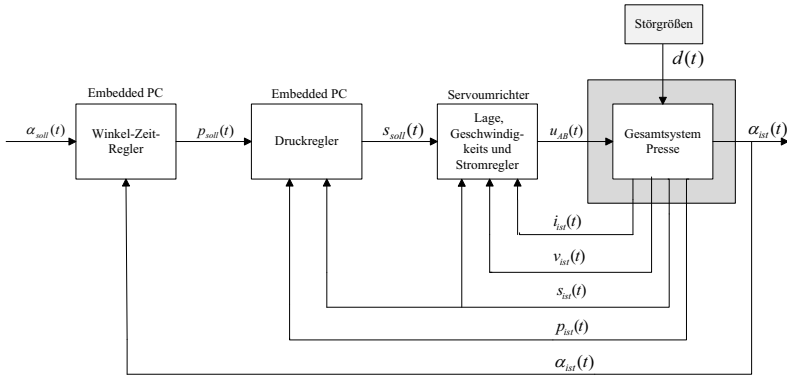 Störgrößen
d(t)
Embedded PC
Embedded PC
Servoumrichter
α_soll(t)
Winkel-Zeit-
Regler
p_soll(t)
Druckregler
s_soll(t)
Lage,
Geschwindig-
keits und
Stromregler
u_AB(t)
Gesamtsystem
Presse
α_ist(t)
i_ist(t)
v_ist(t)
s_ist(t)
p_ist(t)
α_ist(t)